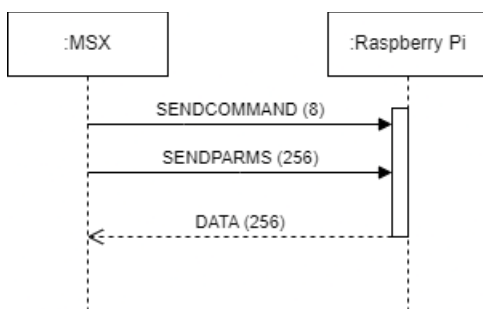 :MSX
:Raspberry Pi
SENDCOMMAND (8)
SENDPARMS (256)
DATA (256)